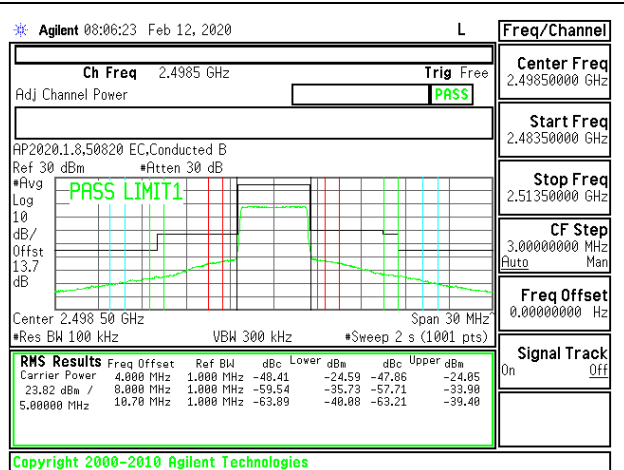 Agilent 08:06:23 Feb 12, 2020 L
Freq/Channel
Ch Freq 2.4985 GHz Trig Free
Adj Channel Power PASS
Center Freq
2.49850000 GHz
Start Freq
2.48350000 GHz
AP2020.1.8,50820 EC,Conducted B
Ref 30 dBm #Atten 30 dB
#Avg
Log
10
dB/
Offst
13.7
dB
PASS LIMIT1
Stop Freq
2.51350000 GHz
CF Step
3.00000000 MHz
Auto Man
Freq Offset
0.00000000 Hz
Center 2.498 50 GHz Span 30 MHz
#Res BW 100 kHz VBW 300 kHz #Sweep 2 s (1001 pts)
Signal Track
On Off
RMS Results Freq Offset Ref BW dBc Lower dBm dBc Upper dBm
Carrier Power 4.000 MHz 1.000 MHz -48.41 -24.59 -47.86 -24.05
23.82 dBm / 8.000 MHz 1.000 MHz -59.54 -35.73 -57.71 -33.90
5.00000 MHz 10.70 MHz 1.000 MHz -63.89 -40.08 -63.21 -39.40
Copyright 2000-2010 Agilent Technologies